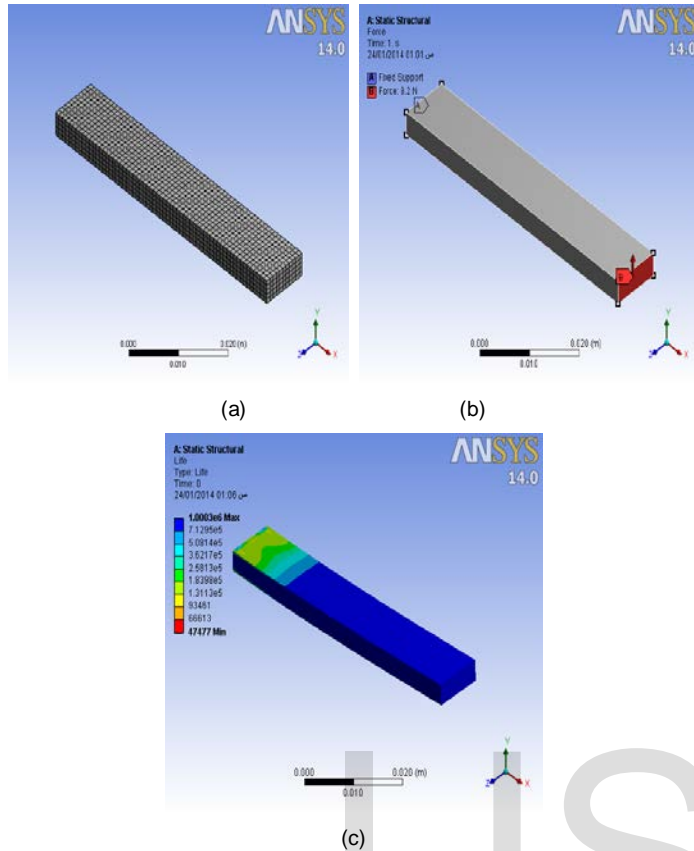 ANSYS
14.0
0.000
0.020 (m)
0.010
Y
Z
X
(a)
A: Static Structural
Force
Time: 1. s
24/01/2014 01:01 ص
A Fixed Support
B Force: 8.2 N
ANSYS
14.0
A
B
0.000
0.020 (m)
0.010
Y
Z
X
(b)
A: Static Structural
Life
Type: Life
Time: 0
24/01/2014 01:06 ص
1.0003e6 Max
7.1295e5
5.0814e5
3.6217e5
2.5813e5
1.8398e5
1.3113e5
93461
66613
47477 Min
ANSYS
14.0
0.000
0.020 (m)
0.010
Y
Z
X
(c)